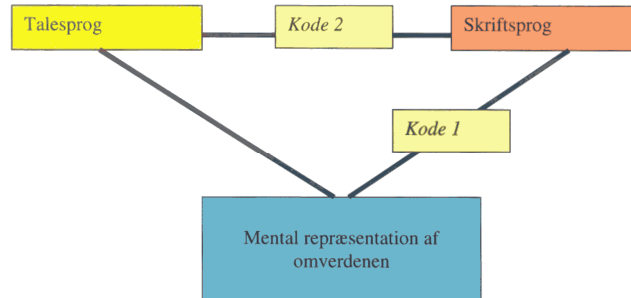 Talesprog
Kode 2
Skriftsprog
Kode 1
Mental repræsentation af
omverdenen